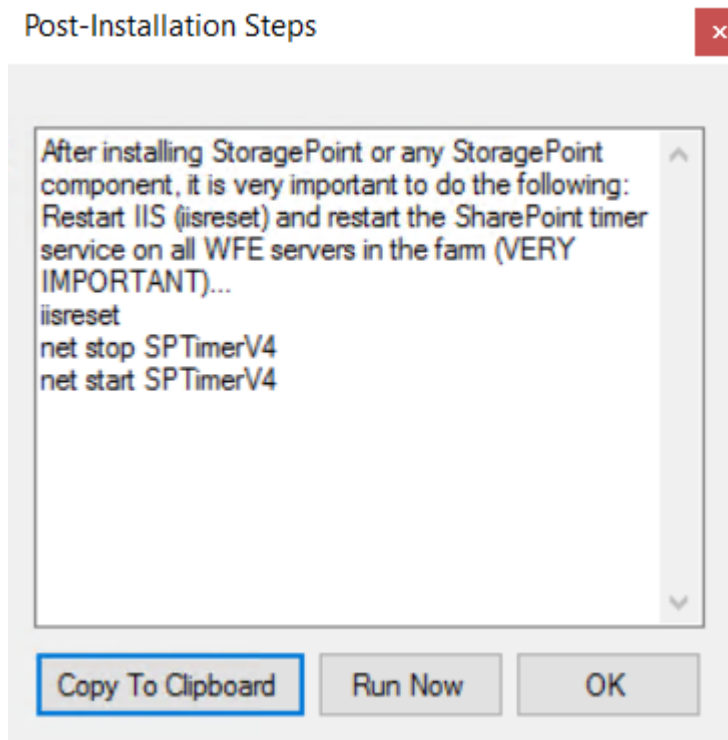 Post-Installation Steps
After installing StoragePoint or any StoragePoint
component, it is very important to do the following:
Restart IIS (iisreset) and restart the SharePoint timer
service on all WFE servers in the farm (VERY
IMPORTANT)...
iisreset
net stop SPTimerV4
net start SPTimerV4
Copy To Clipboard
Run Now
OK